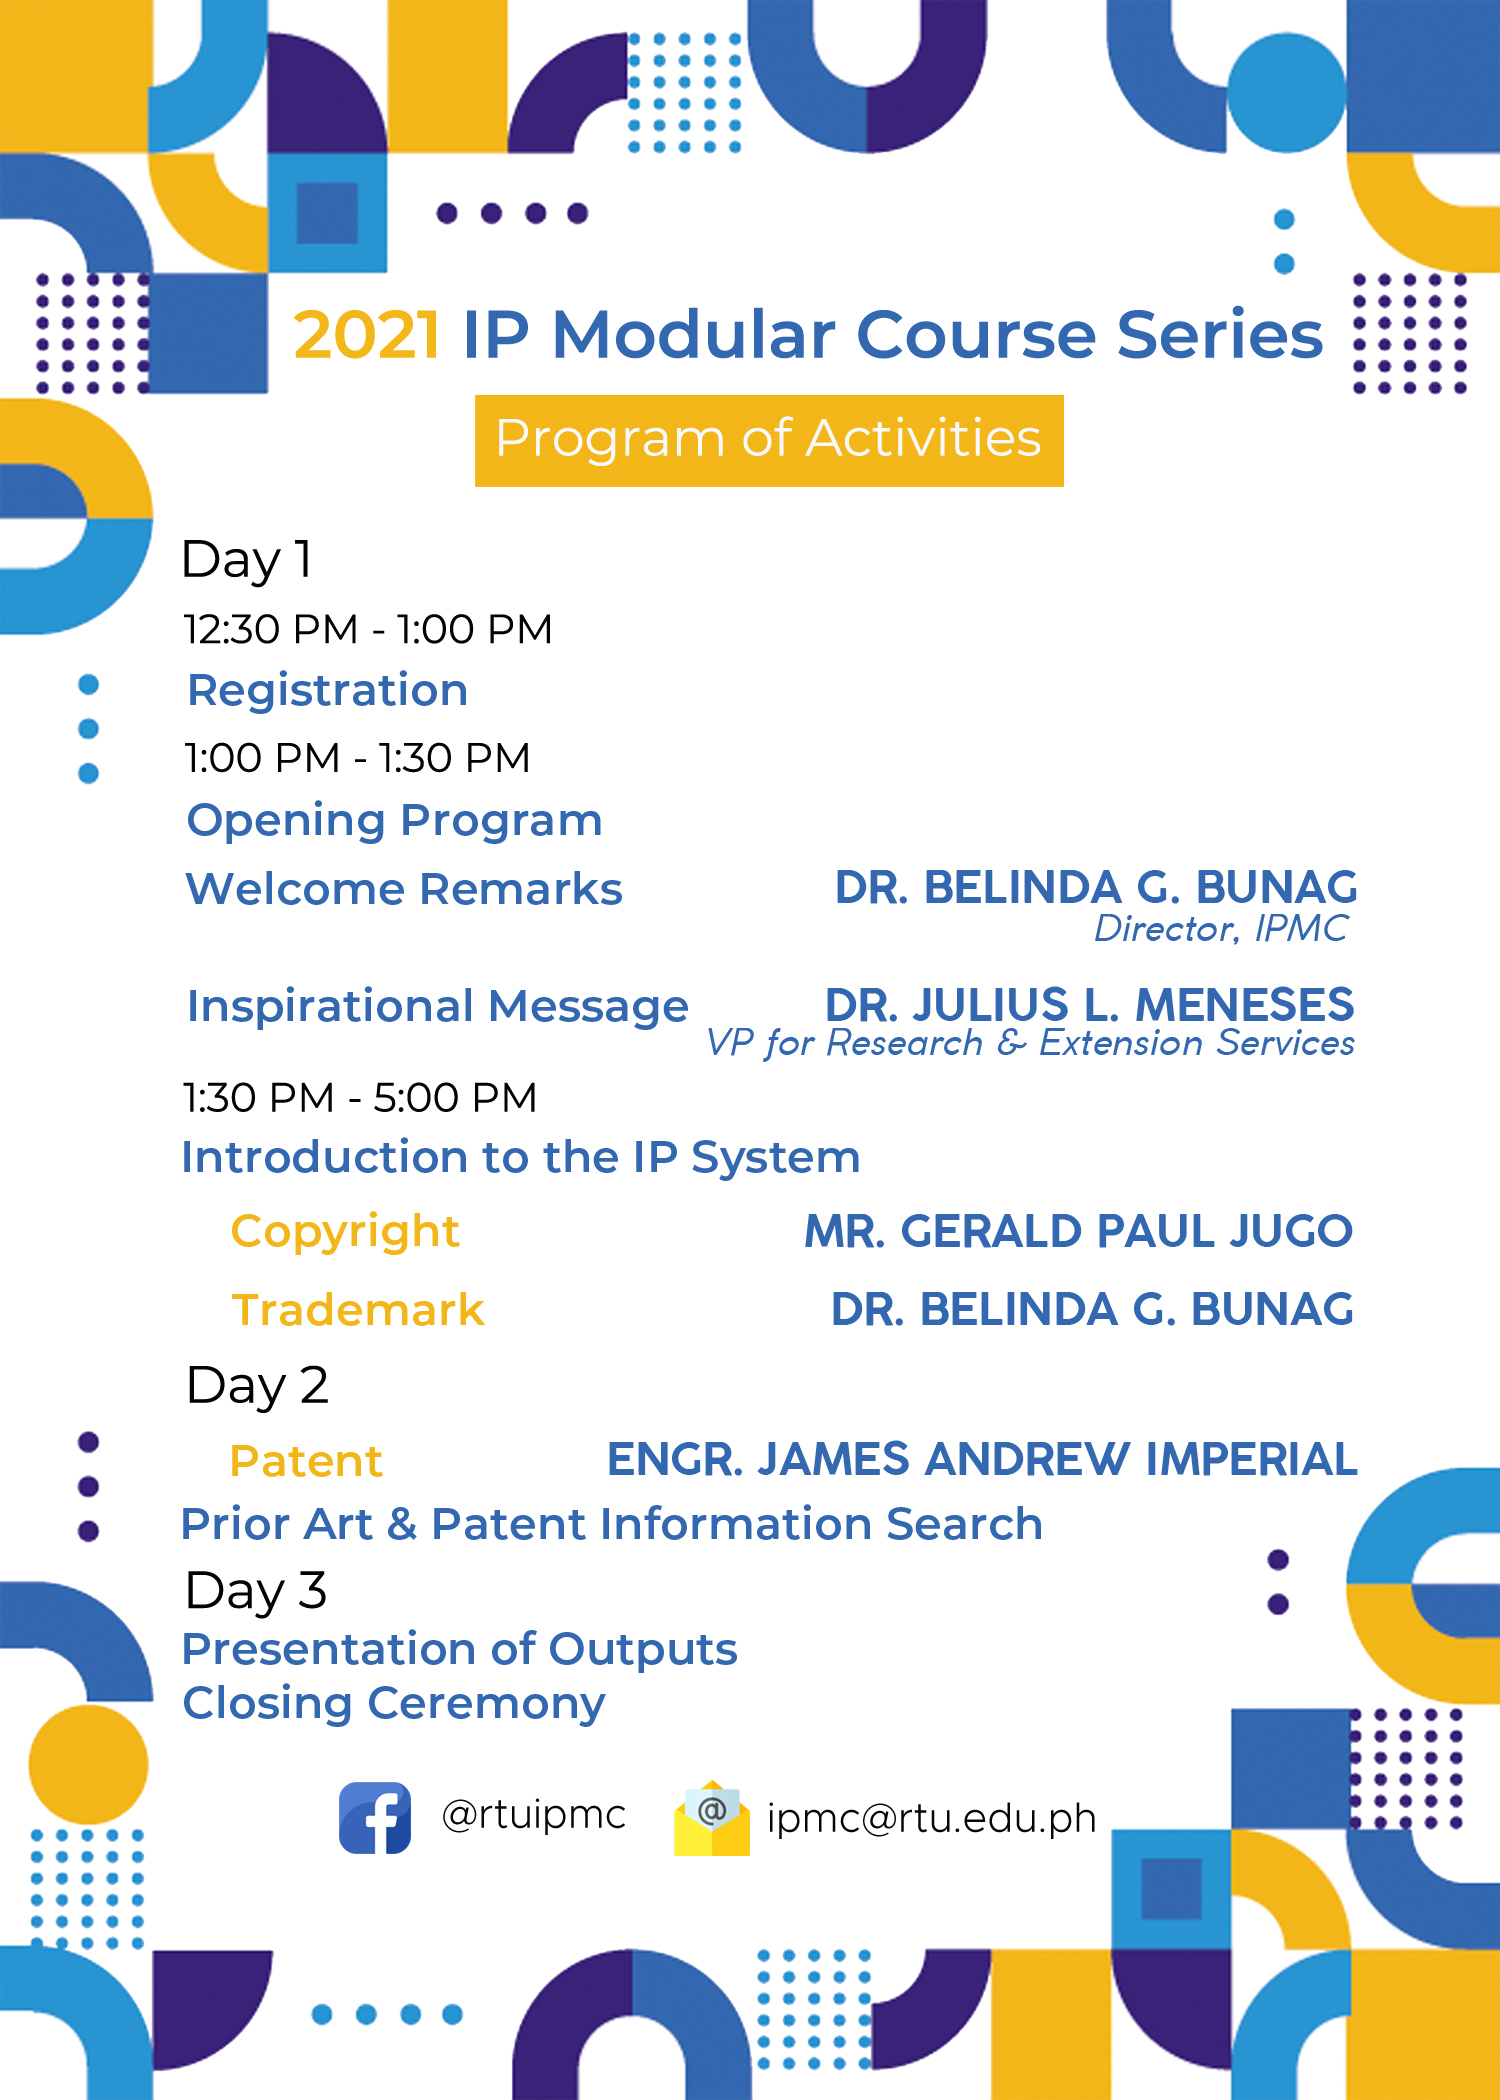 2021 IP Modular Course Series
Program of Activities
Day 1
12:30 PM - 1:00 PM
Registration
1:00 PM - 1:30 PM
Opening Program
Welcome Remarks DR. BELINDA G. BUNAG
Director, IPMC
Inspirational Message DR. JULIUS L. MENESES
VP for Research & Extension Services
1:30 PM - 5:00 PM
Introduction to the IP System
Copyright MR. GERALD PAUL JUGO
Trademark DR. BELINDA G. BUNAG
Day 2
Patent ENGR. JAMES ANDREW IMPERIAL
Prior Art & Patent Information Search
Day 3
Presentation of Outputs
Closing Ceremony
@rtuipmc ipmc@rtu.edu.ph